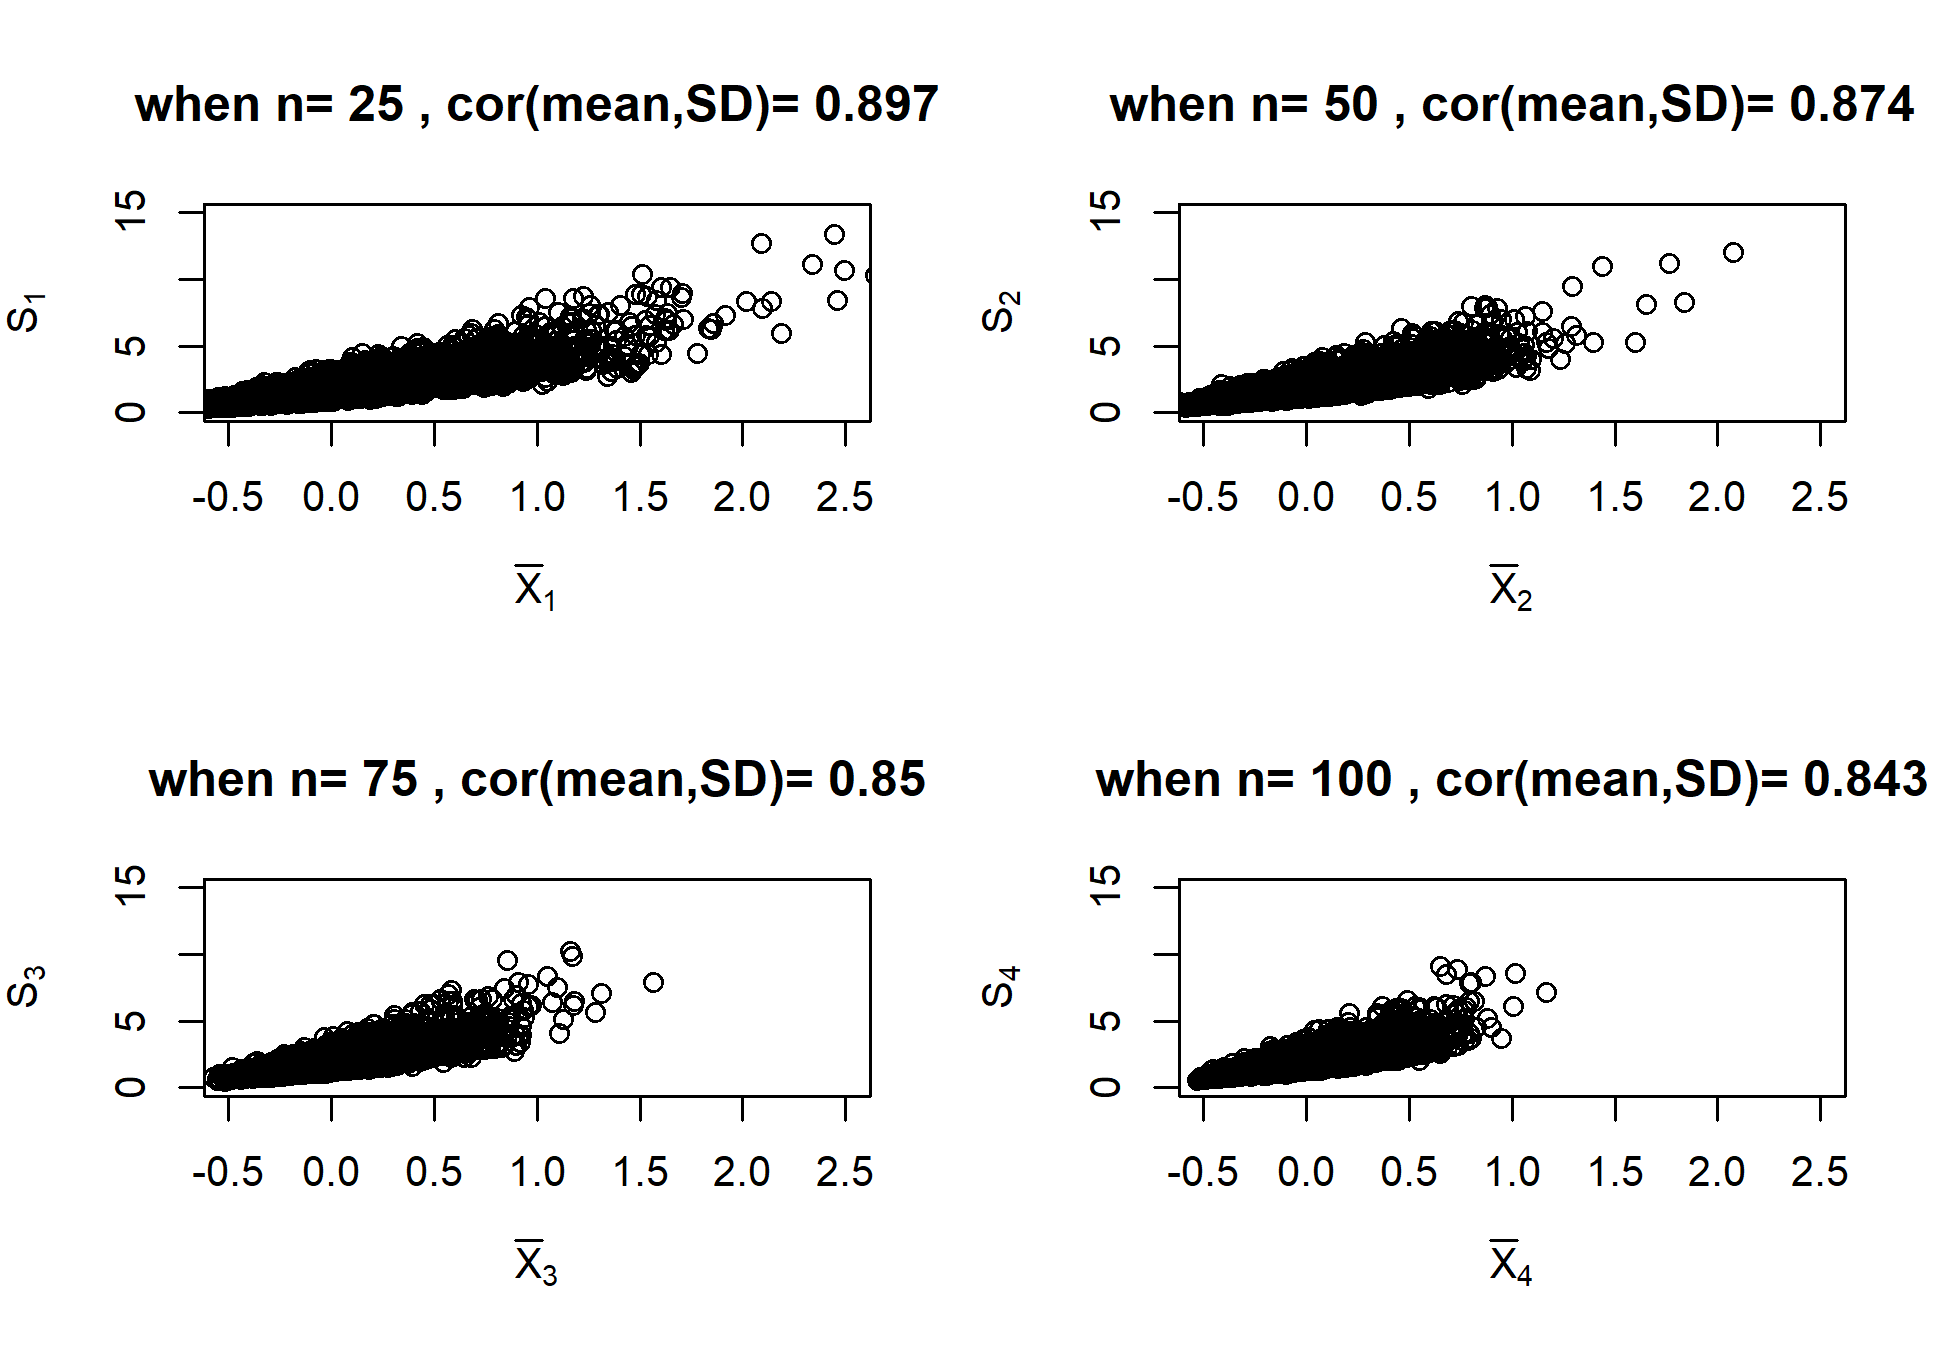 when n= 25 , cor(mean,SD)= 0.897
S1
15
5
0
-0.5 0.0 0.5 1.0 1.5 2.0 2.5
X̅1
when n= 50 , cor(mean,SD)= 0.874
S2
15
5
0
-0.5 0.0 0.5 1.0 1.5 2.0 2.5
X̅2
when n= 75 , cor(mean,SD)= 0.85
S3
15
5
0
-0.5 0.0 0.5 1.0 1.5 2.0 2.5
X̅3
when n= 100 , cor(mean,SD)= 0.843
S4
15
5
0
-0.5 0.0 0.5 1.0 1.5 2.0 2.5
X̅4